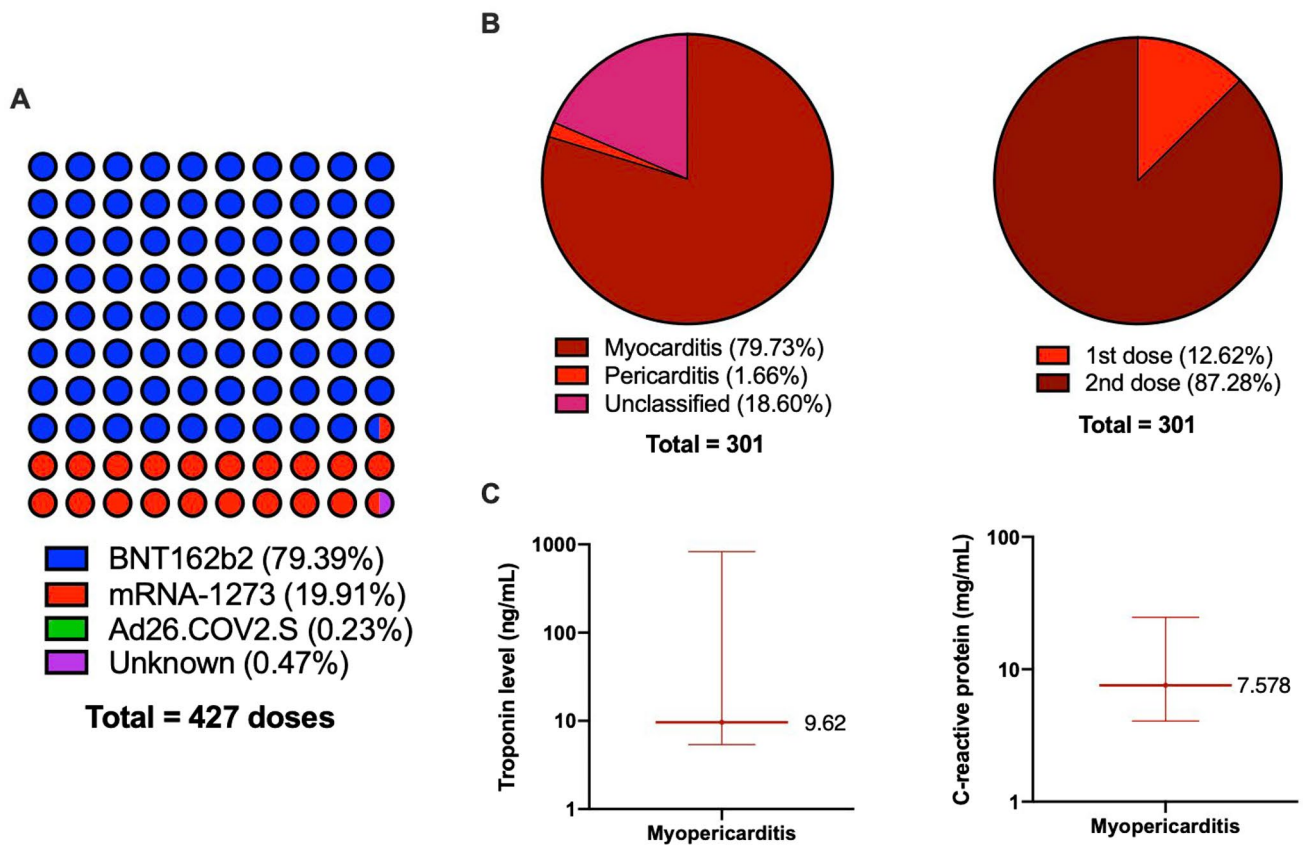 A
BNT162b2 (79.39%)
mRNA-1273 (19.91%)
Ad26.COV2.S (0.23%)
Unknown (0.47%)
Total = 427 doses
B
Myocarditis (79.73%)
Pericarditis (1.66%)
Unclassified (18.60%)
Total = 301
1st dose (12.62%)
2nd dose (87.28%)
Total = 301
C
Troponin level (ng/mL)
1000
100
10
1
9.62
Myopericarditis
C-reactive protein (mg/mL)
100
10
1
7.578
Myopericarditis